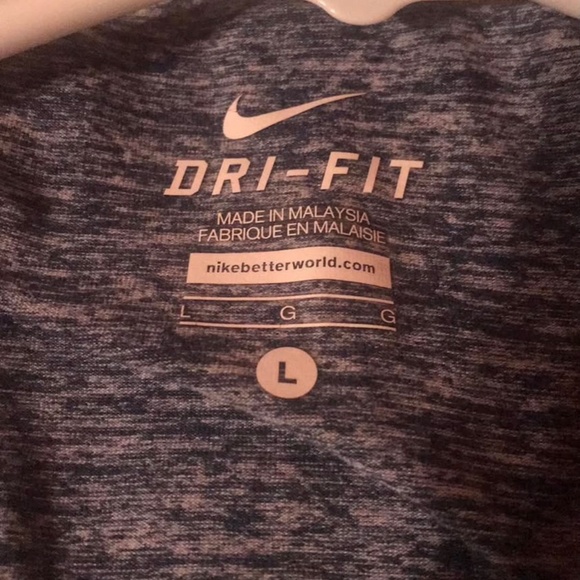 DRI-FIT
MADE IN MALAYSIA
FABRIQUE EN MALAISIE
nikebetterworld.com
L G G
L